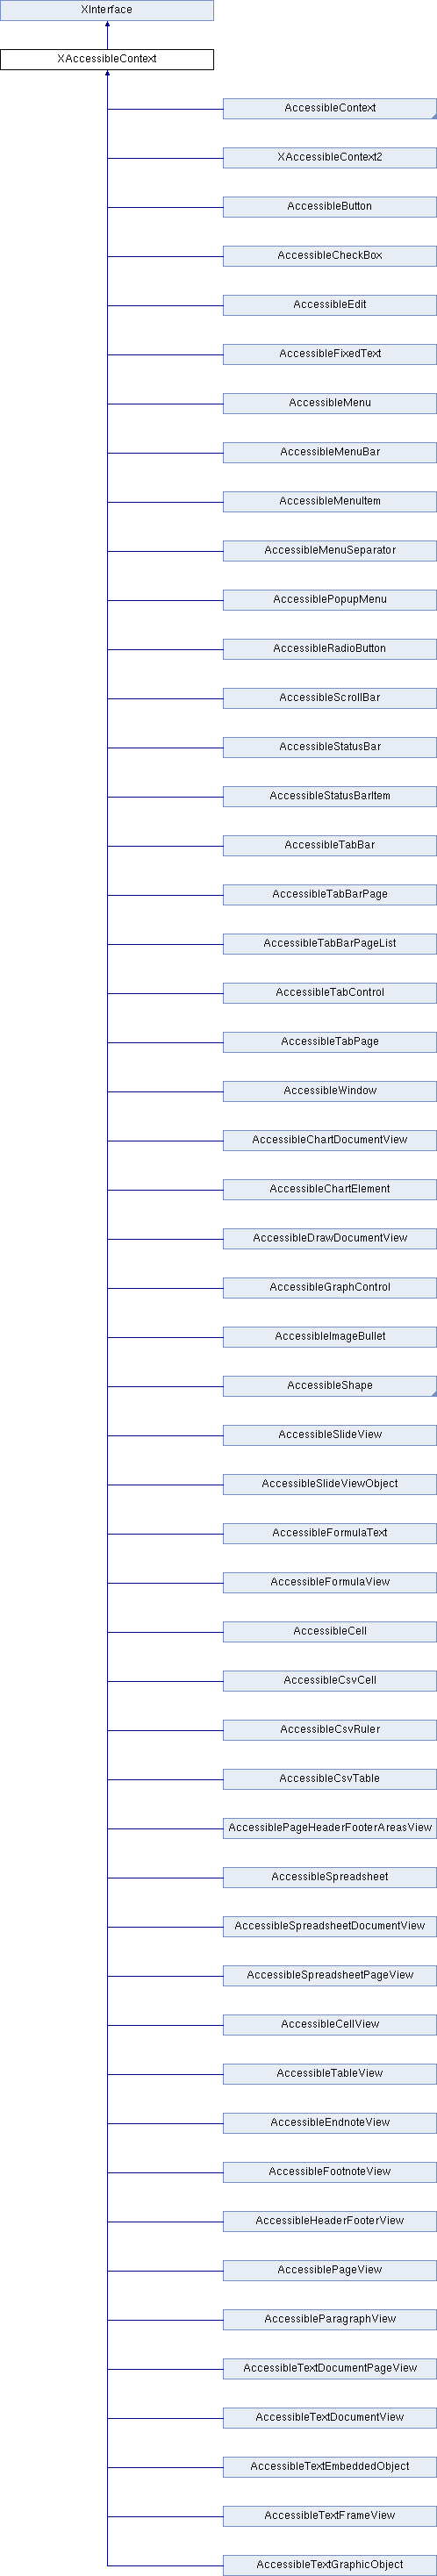 XInterface
XAccessibleContext
AccessibleContext
XAccessibleContext2
AccessibleButton
AccessibleCheckBox
AccessibleEdit
AccessibleFixedText
AccessibleMenu
AccessibleMenuBar
AccessibleMenuItem
AccessibleMenuSeparator
AccessiblePopupMenu
AccessibleRadioButton
AccessibleScrollBar
AccessibleStatusBar
AccessibleStatusBarItem
AccessibleTabBar
AccessibleTabBarPage
AccessibleTabBarPageList
AccessibleTabControl
AccessibleTabPage
AccessibleWindow
AccessibleChartDocumentView
AccessibleChartElement
AccessibleDrawDocumentView
AccessibleGraphControl
AccessibleImageBullet
AccessibleShape
AccessibleSlideView
AccessibleSlideViewObject
AccessibleFormulaText
AccessibleFormulaView
AccessibleCell
AccessibleCsvCell
AccessibleCsvRuler
AccessibleCsvTable
AccessiblePageHeaderFooterAreasView
AccessibleSpreadsheet
AccessibleSpreadsheetDocumentView
AccessibleSpreadsheetPageView
AccessibleCellView
AccessibleTableView
AccessibleEndnoteView
AccessibleFootnoteView
AccessibleHeaderFooterView
AccessiblePageView
AccessibleParagraphView
AccessibleTextDocumentPageView
AccessibleTextDocumentView
AccessibleTextEmbeddedObject
AccessibleTextFrameView
AccessibleTextGraphicObject